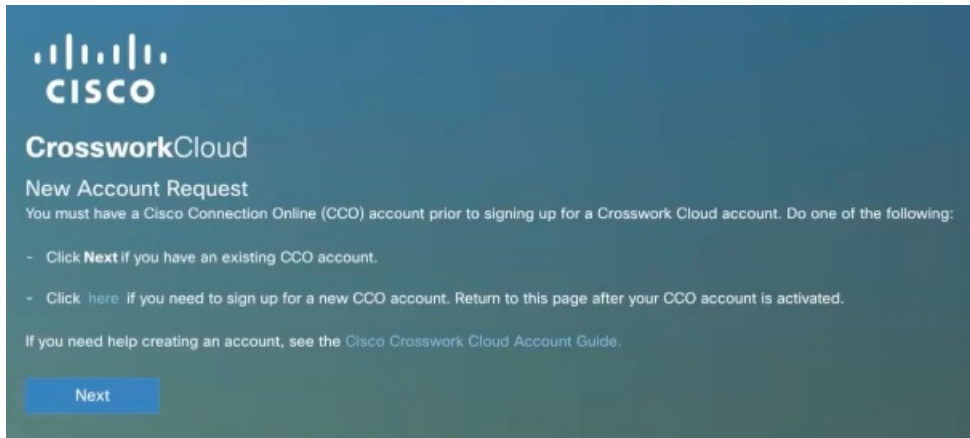 CISCO
CrossworkCloud
New Account Request
You must have a Cisco Connection Online (CCO) account prior to signing up for a Crosswork Cloud account. Do one of the following:
- Click Next if you have an existing CCO account.
- Click here if you need to sign up for a new CCO account. Return to this page after your CCO account is activated.
If you need help creating an account, see the Cisco Crosswork Cloud Account Guide.
Next